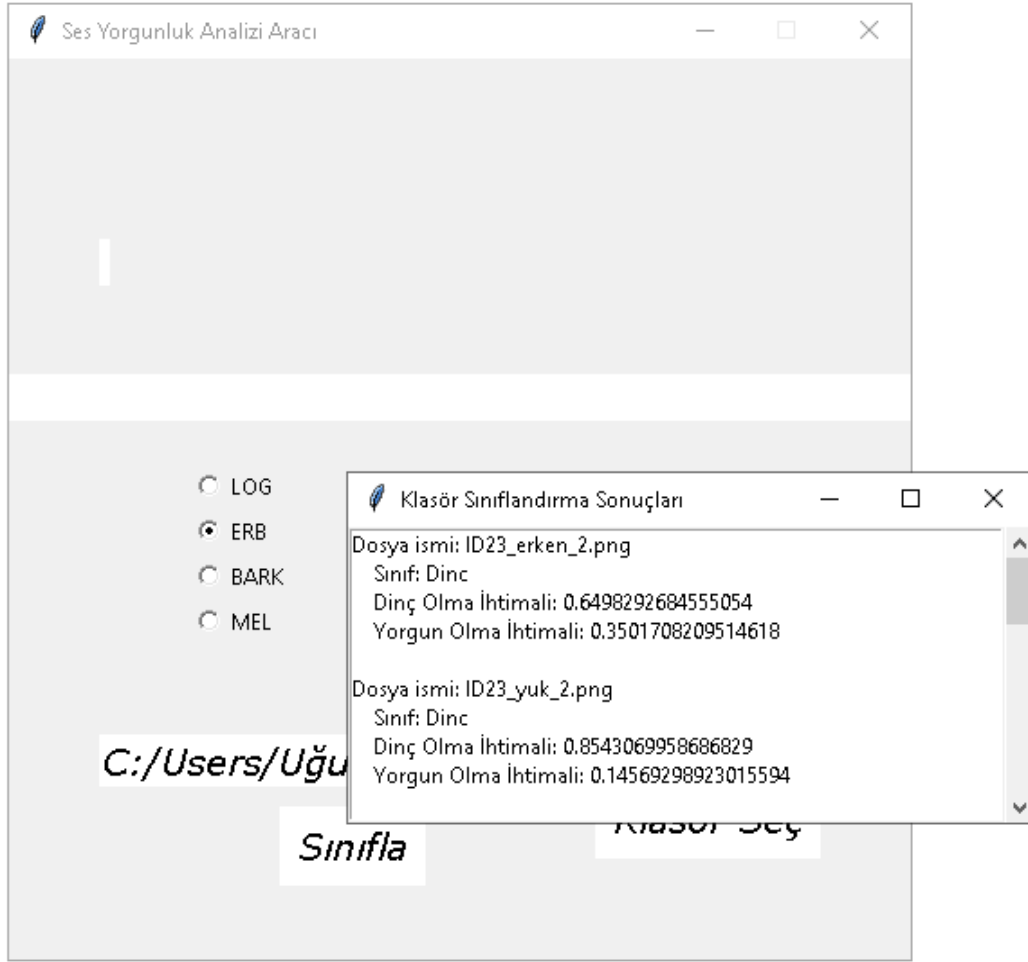 Ses Yorgunluk Analizi Aracı
LOG
ERB
BARK
MEL
Klasör Sınıflandırma Sonuçları
Dosya ismi: ID23_erken_2.png
Sınıf: Dinc
Dinç Olma İhtimali: 0.6498292684555054
Yorgun Olma İhtimali: 0.3501708209514618
Dosya ismi: ID23_yuk_2.png
Sınıf: Dinc
Dinç Olma İhtimali: 0.8543069958686829
Yorgun Olma İhtimali: 0.14569298923015594
C:/Users/Uğu
Klasör Seç
Sınıfla